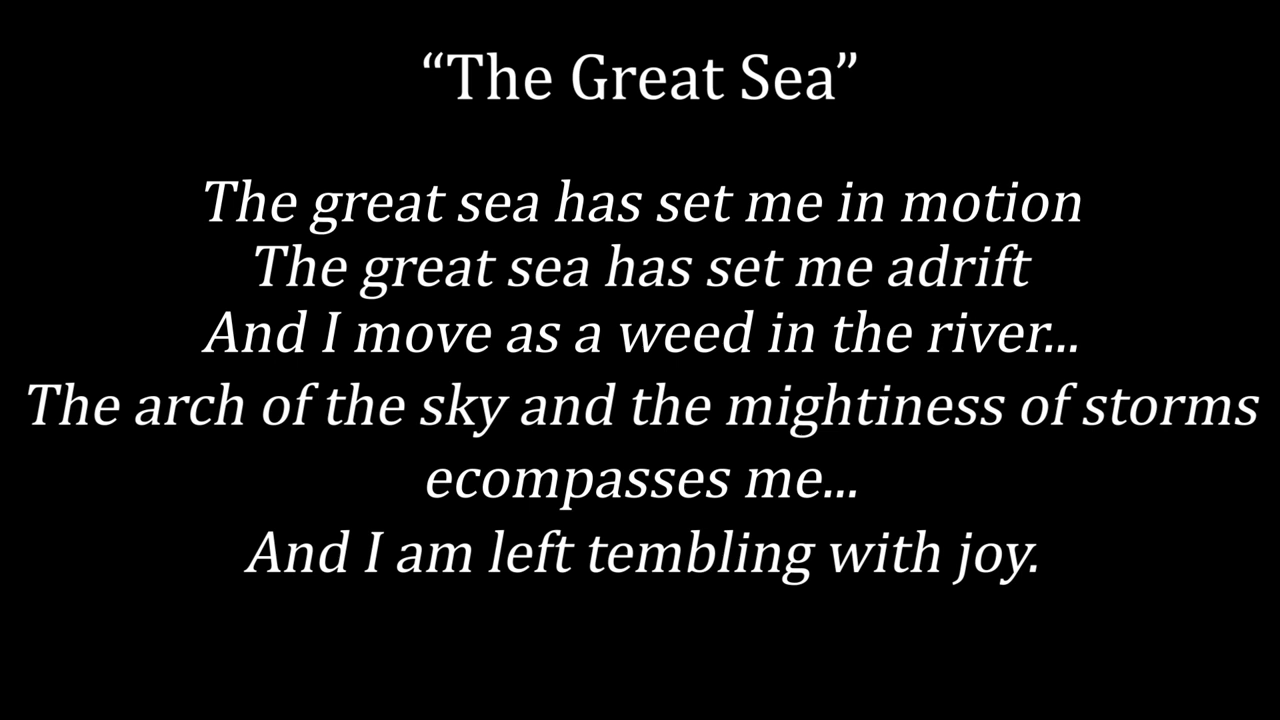 “The Great Sea”
The great sea has set me in motion
The great sea has set me adrift
And I move as a weed in the river...
The arch of the sky and the mightiness of storms
ecompasses me...
And I am left tembling with joy.